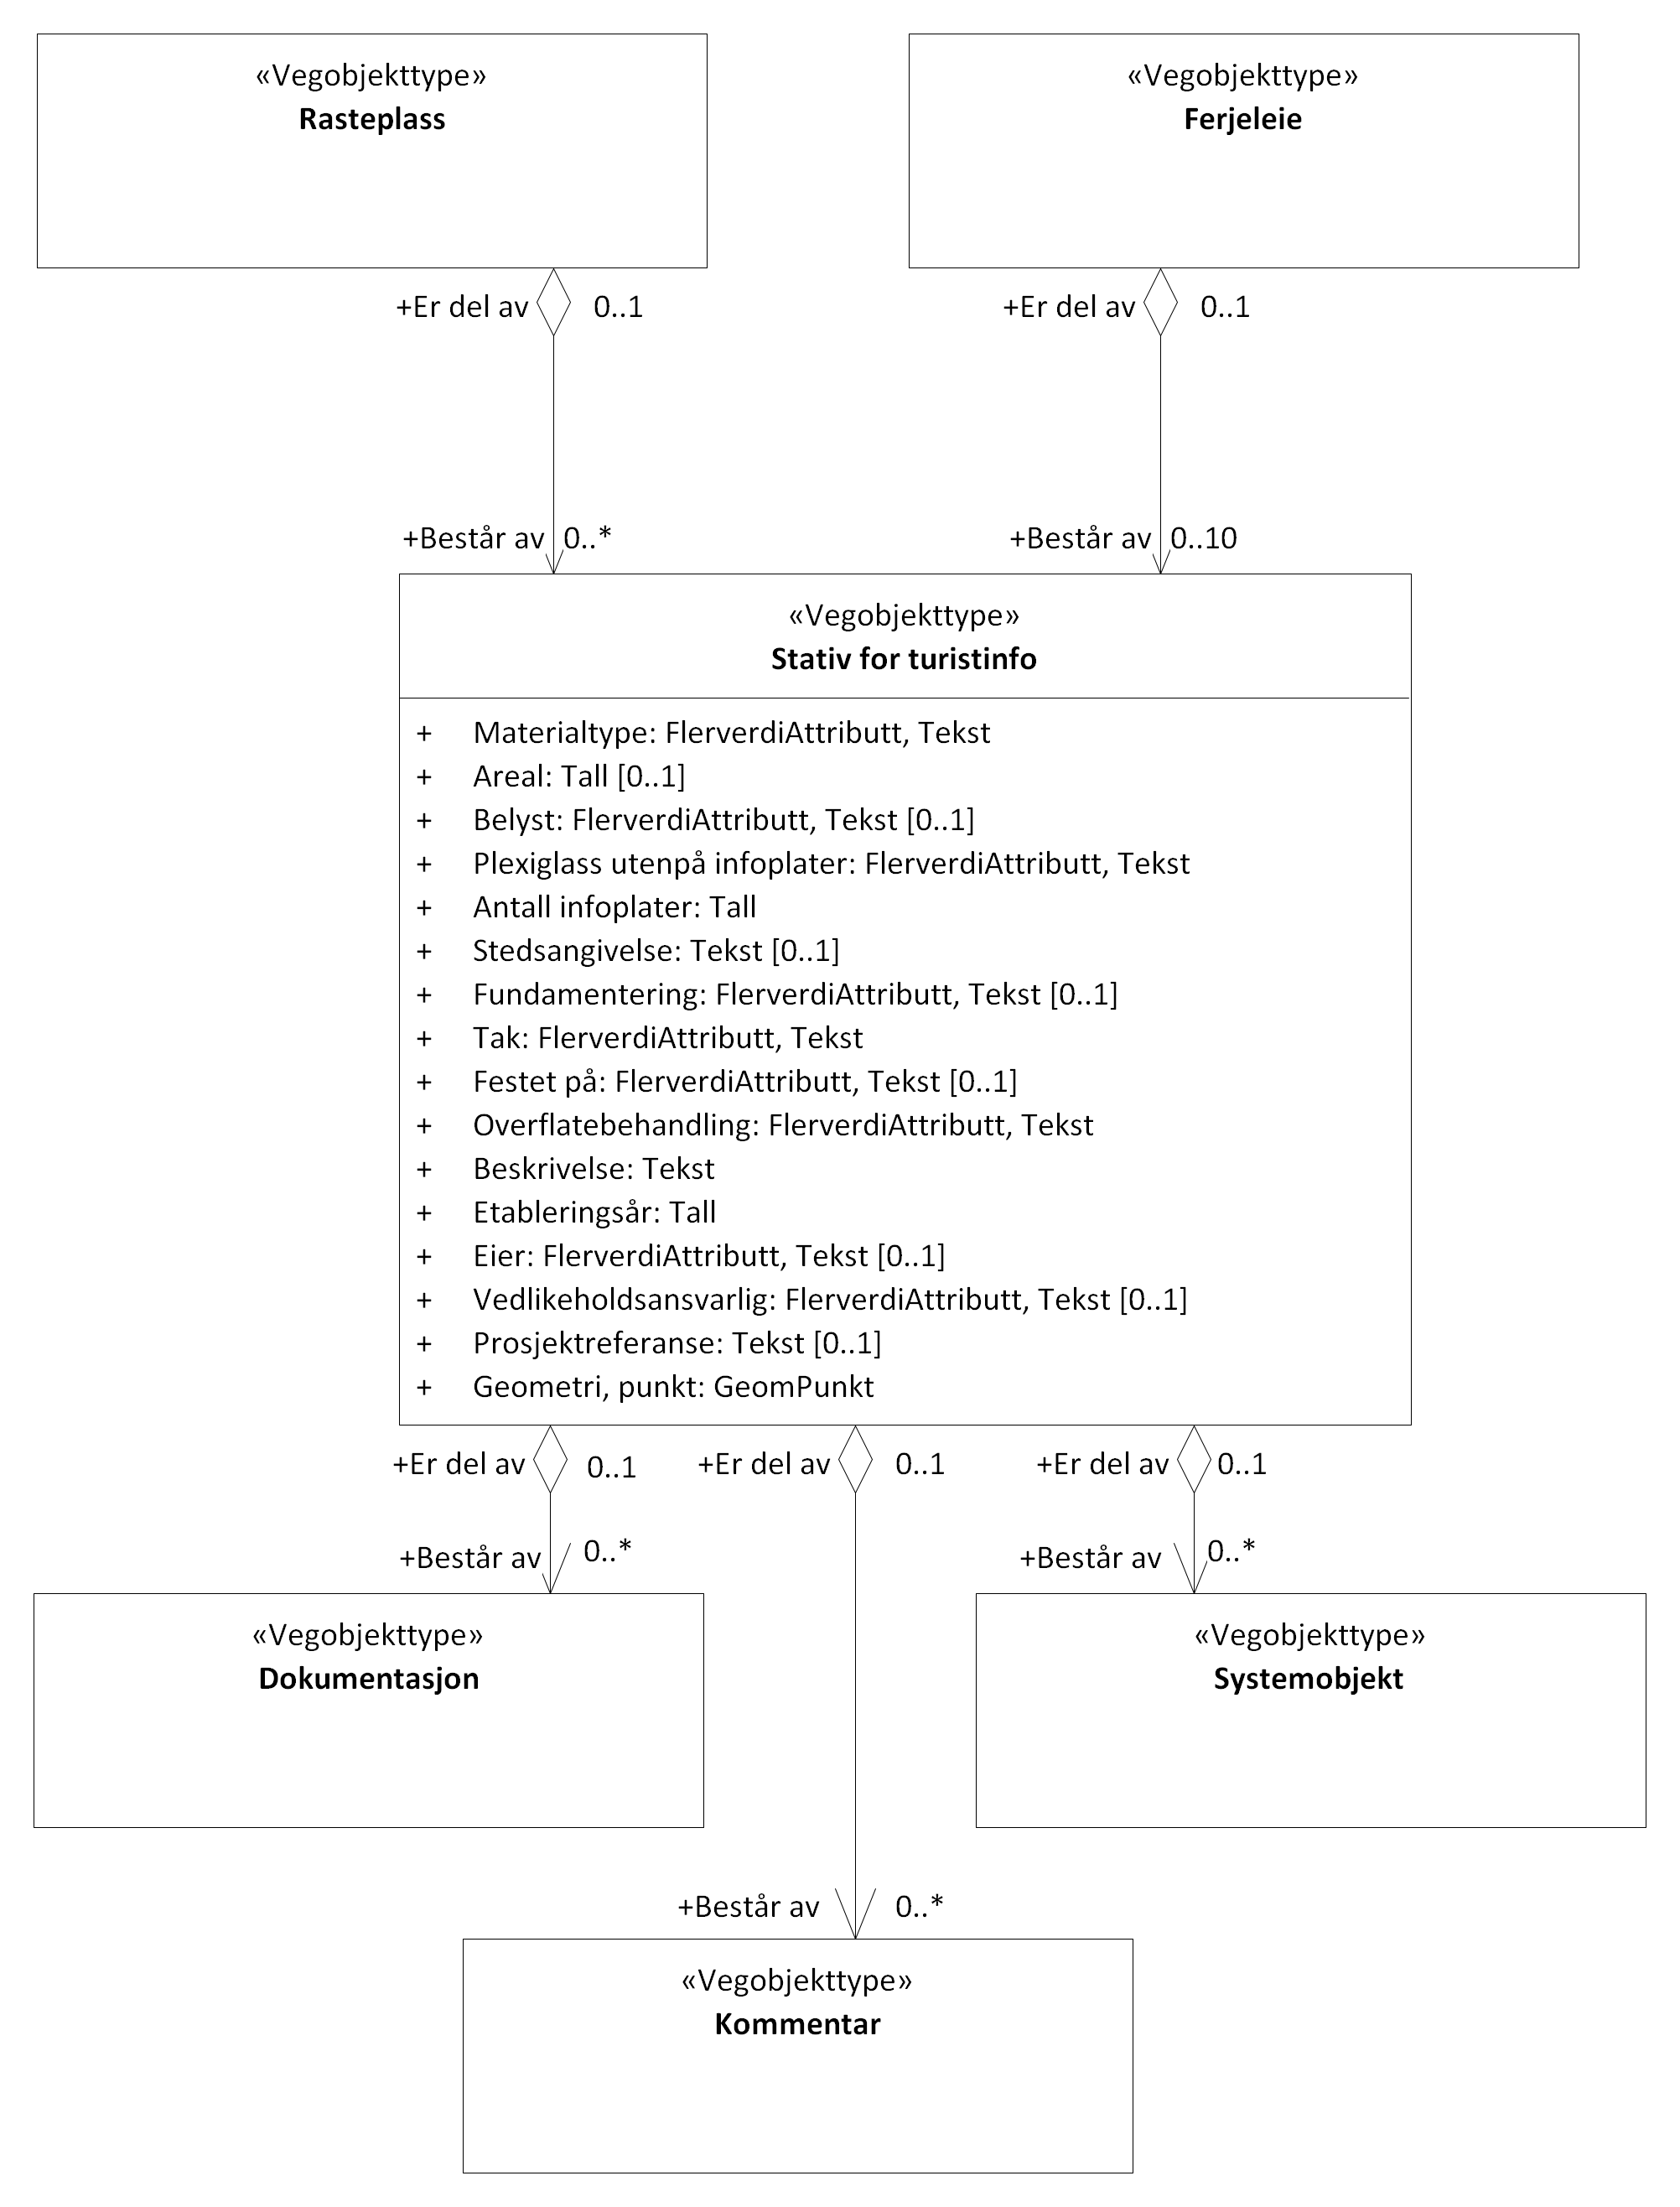 «Vegobjekttype»
Rasteplass
«Vegobjekttype»
Ferjeleie
+Er del av 0..1
+Er del av 0..1
+Består av 0..*
+Består av 0..10
«Vegobjekttype»
Stativ for turistinfo
+ Materialtype: FlerverdiAttributt, Tekst
+ Areal: Tall [0..1]
+ Belyst: FlerverdiAttributt, Tekst [0..1]
+ Plexiglass utenpå infoplater: FlerverdiAttributt, Tekst
+ Antall infoplater: Tall
+ Stedsangivelse: Tekst [0..1]
+ Fundamentering: FlerverdiAttributt, Tekst [0..1]
+ Tak: FlerverdiAttributt, Tekst
+ Festet på: FlerverdiAttributt, Tekst [0..1]
+ Overflatebehandling: FlerverdiAttributt, Tekst
+ Beskrivelse: Tekst
+ Etableringsår: Tall
+ Eier: FlerverdiAttributt, Tekst [0..1]
+ Vedlikeholdsansvarlig: FlerverdiAttributt, Tekst [0..1]
+ Prosjektreferanse: Tekst [0..1]
+ Geometri, punkt: GeomPunkt
+Er del av 0..1
+Er del av 0..1
+Er del av 0..1
+Består av 0..*
+Består av 0..*
«Vegobjekttype»
Dokumentasjon
«Vegobjekttype»
Systemobjekt
+Består av 0..*
«Vegobjekttype»
Kommentar